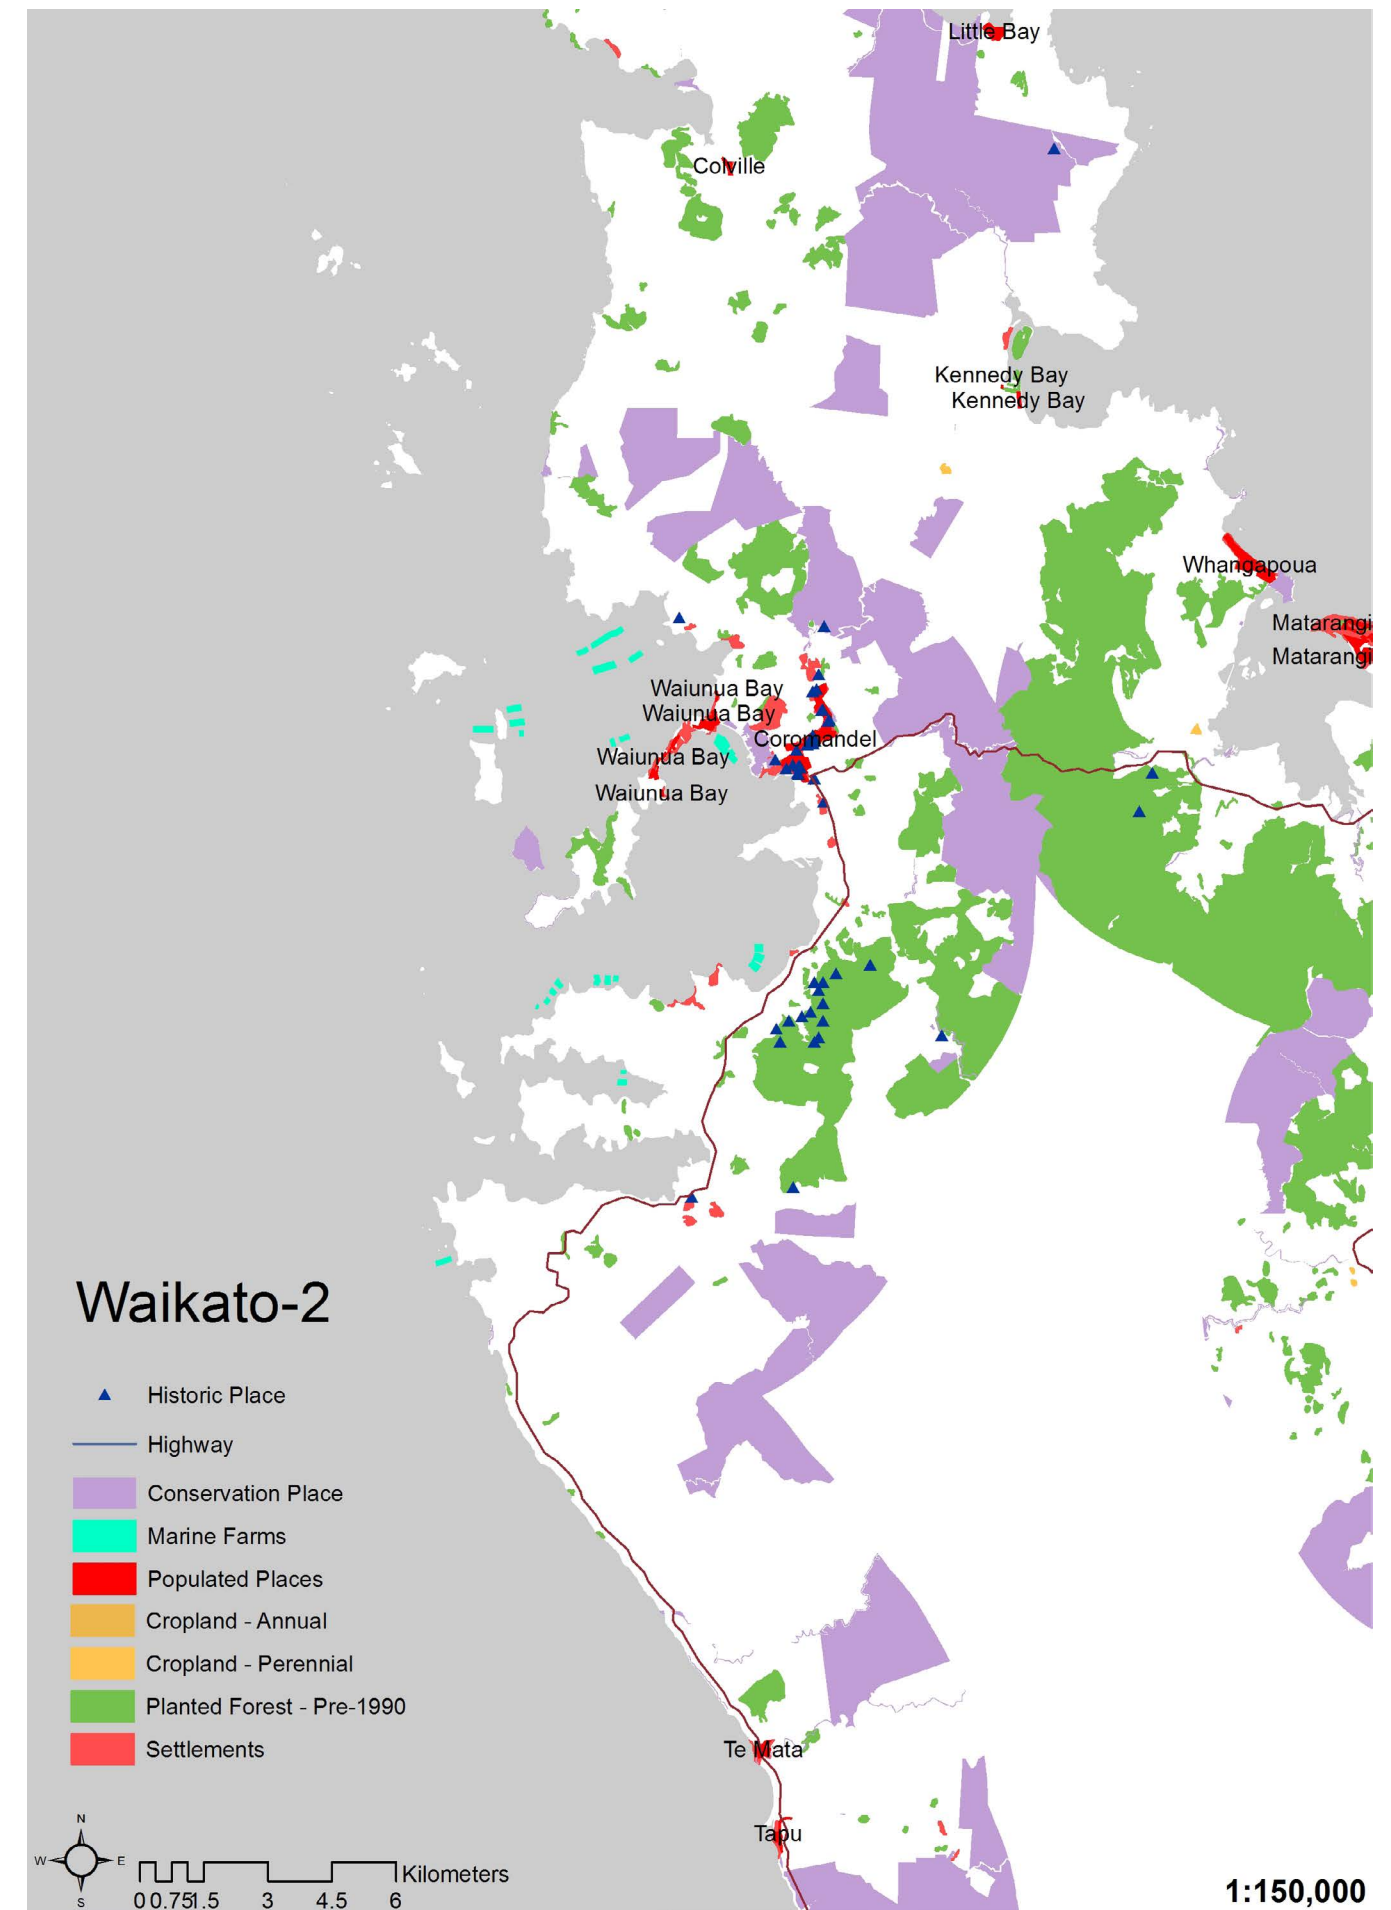 Little Bay
Colville
Kennedy Bay
Kennedy Bay
Whangapoua
Matarangi
Matarangi
Waiunua Bay
Waiunua Bay
Coromandel
Waiunua Bay
Waiunua Bay
Waikato-2
Historic Place
Highway
Conservation Place
Marine Farms
Populated Places
Cropland - Annual
Cropland - Perennial
Planted Forest - Pre-1990
Settlements
Te Mata
Tapu
N
W E
S
Kilometers
0 0.75 1.5 3 4.5 6
1:150,000